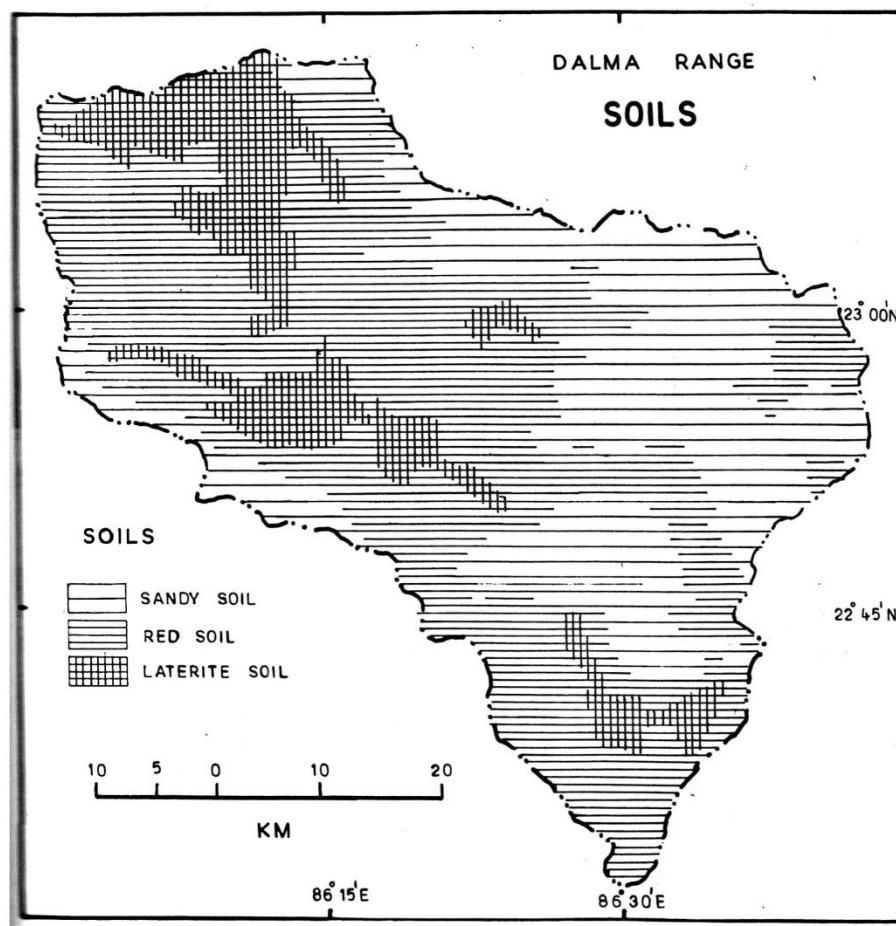 DALMA RANGE
SOILS
23° 00' N
SOILS
SANDY SOIL
RED SOIL
LATERITE SOIL
22° 45' N
10 5 0 10 20
KM
86° 15' E
86° 30' E